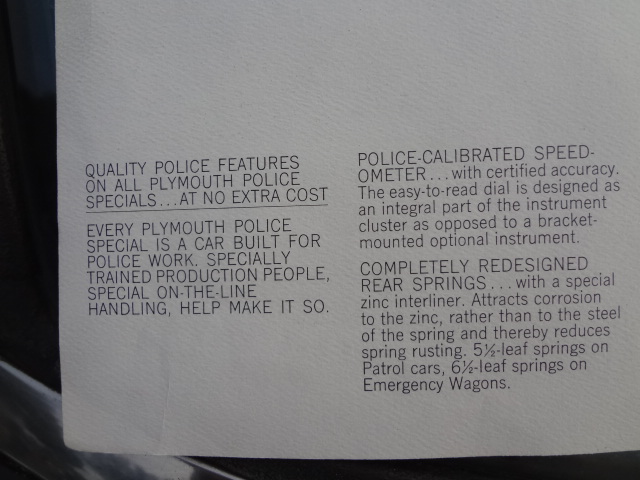 QUALITY POLICE FEATURES
ON ALL PLYMOUTH POLICE
SPECIALS...AT NO EXTRA COST
EVERY PLYMOUTH POLICE
SPECIAL IS A CAR BUILT FOR
POLICE WORK. SPECIALLY
TRAINED PRODUCTION PEOPLE,
SPECIAL ON-THE-LINE
HANDLING, HELP MAKE IT SO.
POLICE-CALIBRATED SPEED-
OMETER...with certified accuracy.
The easy-to-read dial is designed as
an integral part of the instrument
cluster as opposed to a bracket-
mounted optional instrument.
COMPLETELY REDESIGNED
REAR SPRINGS...with a special
zinc interliner. Attracts corrosion
to the zinc, rather than to the steel
of the spring and thereby reduces
spring rusting. 5½-leaf springs on
Patrol cars, 6½-leaf springs on
Emergency Wagons.